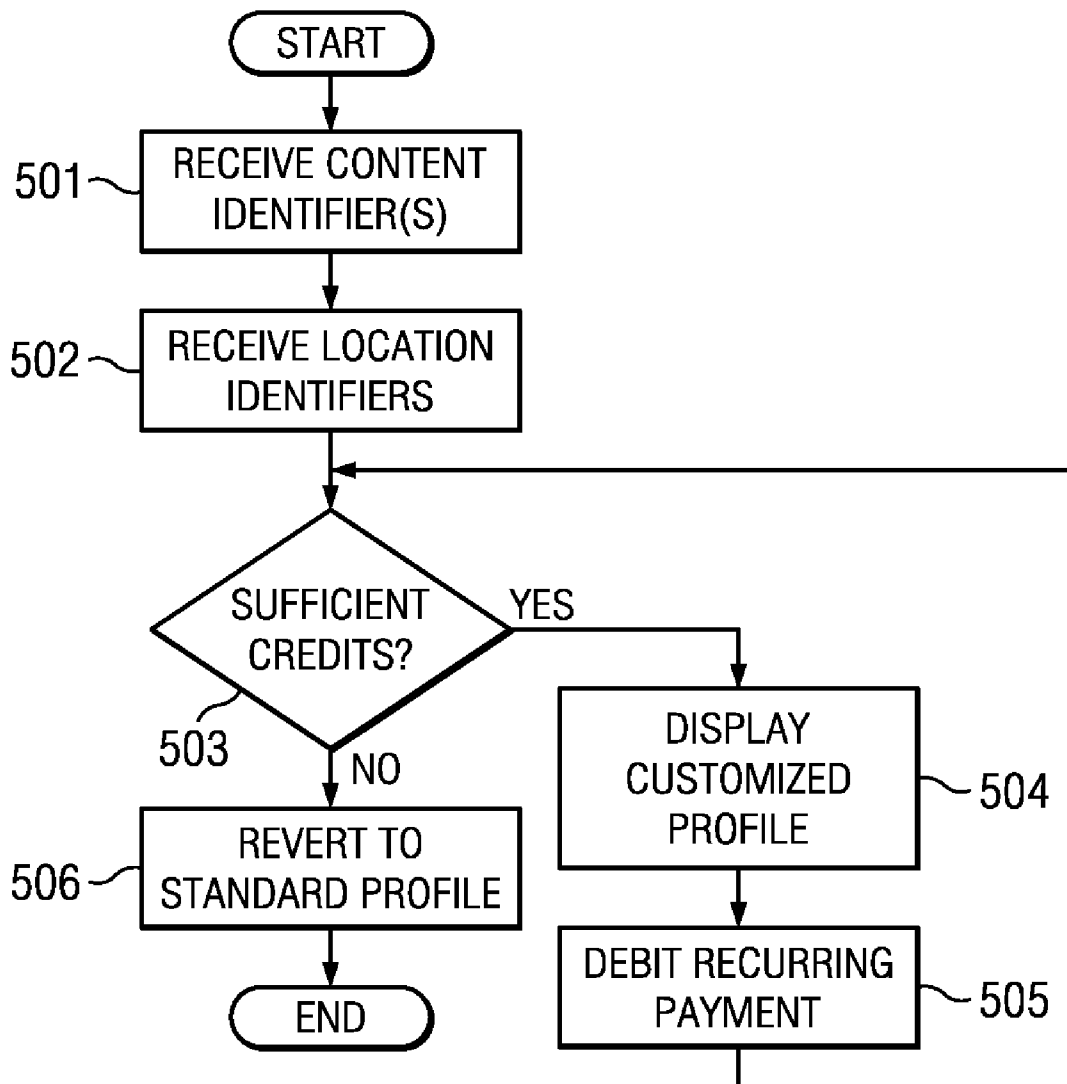 START
501
RECEIVE CONTENT
IDENTIFIER(S)
502
RECEIVE LOCATION
IDENTIFIERS
SUFFICIENT
CREDITS?
YES
503
NO
DISPLAY
CUSTOMIZED
PROFILE
504
506
REVERT TO
STANDARD PROFILE
DEBIT RECURRING
PAYMENT
505
END